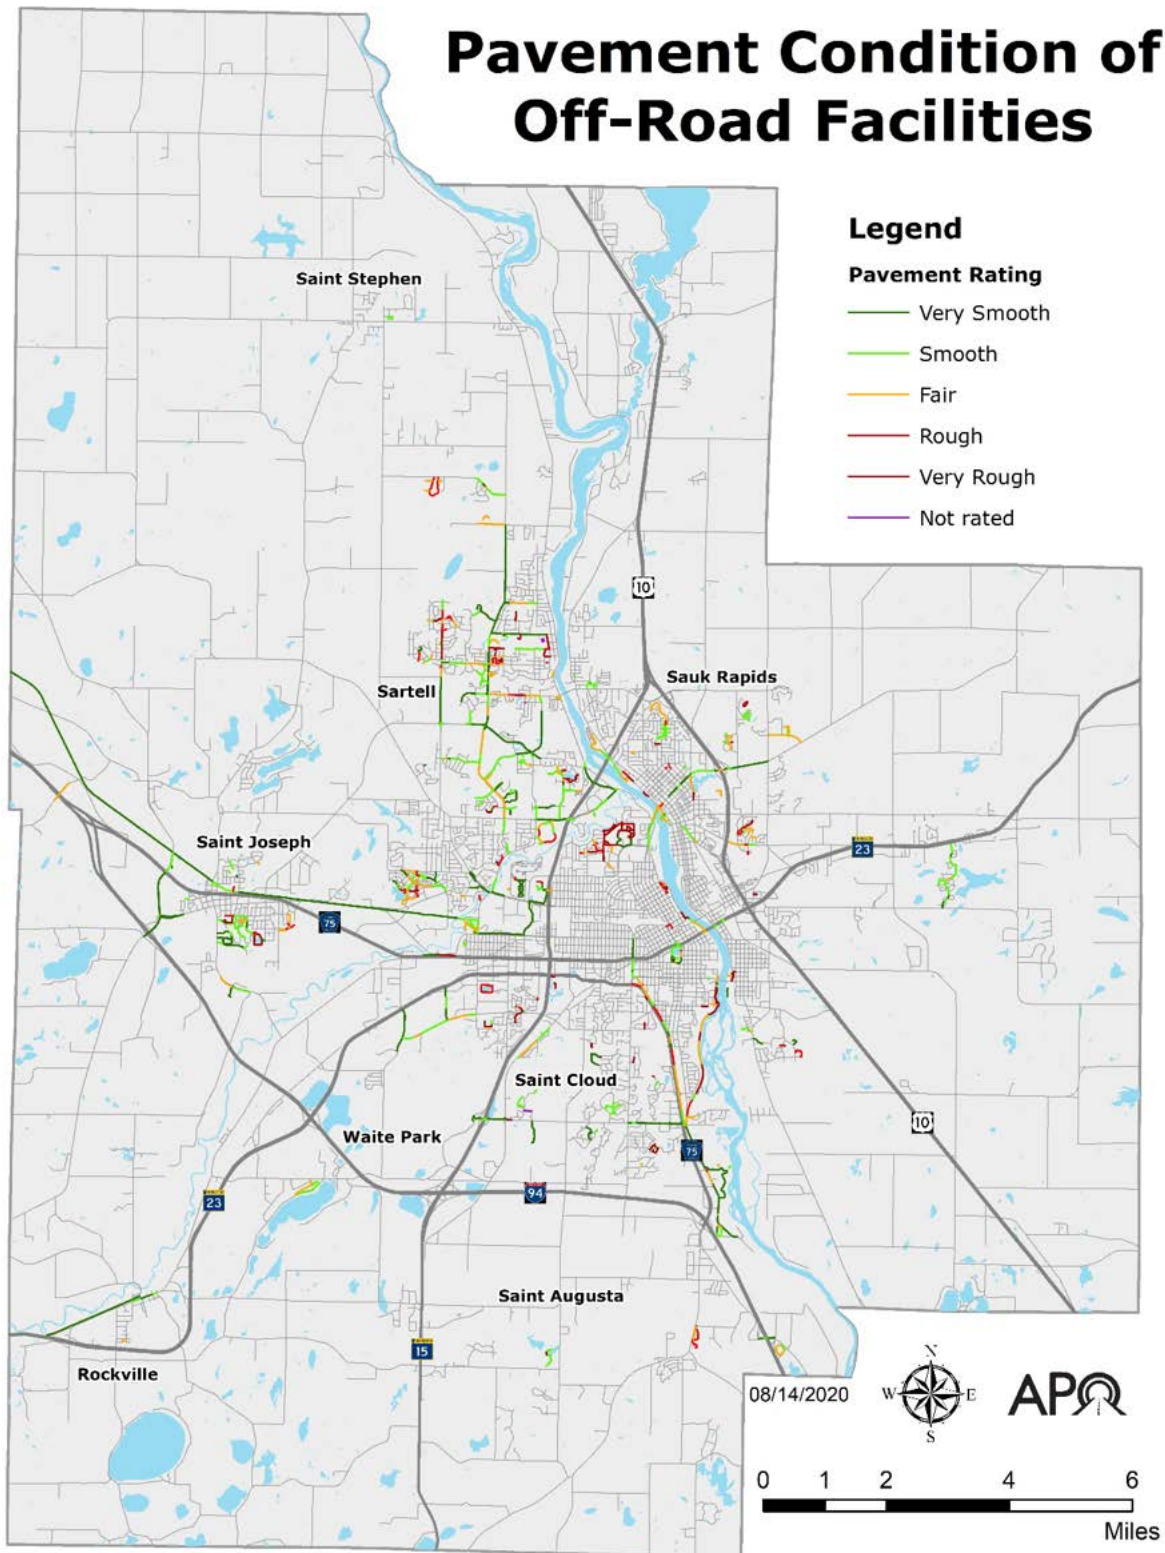 Pavement Condition of
Off-Road Facilities
Legend
Pavement Rating
Very Smooth
Smooth
Fair
Rough
Very Rough
Not rated
Saint Stephen
10
Sauk Rapids
Sartell
Saint Joseph
23
75
Saint Cloud
10
Waite Park
75
94
23
Saint Augusta
15
Rockville
08/14/2020
N
W E
S
APO
0 1 2 4 6
Miles